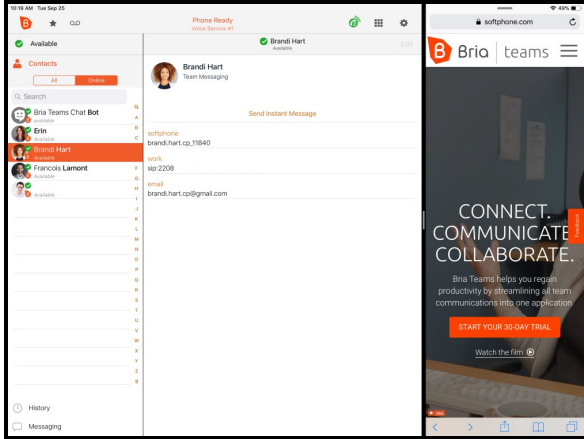 10:19 AM Tue Sep 25
49%
Phone Ready
Voice Service #1
Available
Contacts
All
Online
Search
Bria Teams Chat Bot
Available
Erin
Available
Brandi Hart
Available
Francois Lamont
Available
Available
A
B
C
F
G
H
I
J
K
L
M
N
O
P
Q
R
S
T
U
V
W
X
Y
Z
#
History
Messaging
Brandi Hart
Available
Edit
Brandi Hart
Team Messaging
Send Instant Message
softphone
brandi.hart.cp_11840
work
sip:2208
email
brandi.hart.cp@gmail.com
softphone.com
Bria teams
CONNECT.
COMMUNICATE
COLLABORATE.
Feedback
Bria Teams helps you regain
productivity by streamlining all team
communications into one application
START YOUR 30-DAY TRIAL
Watch the film